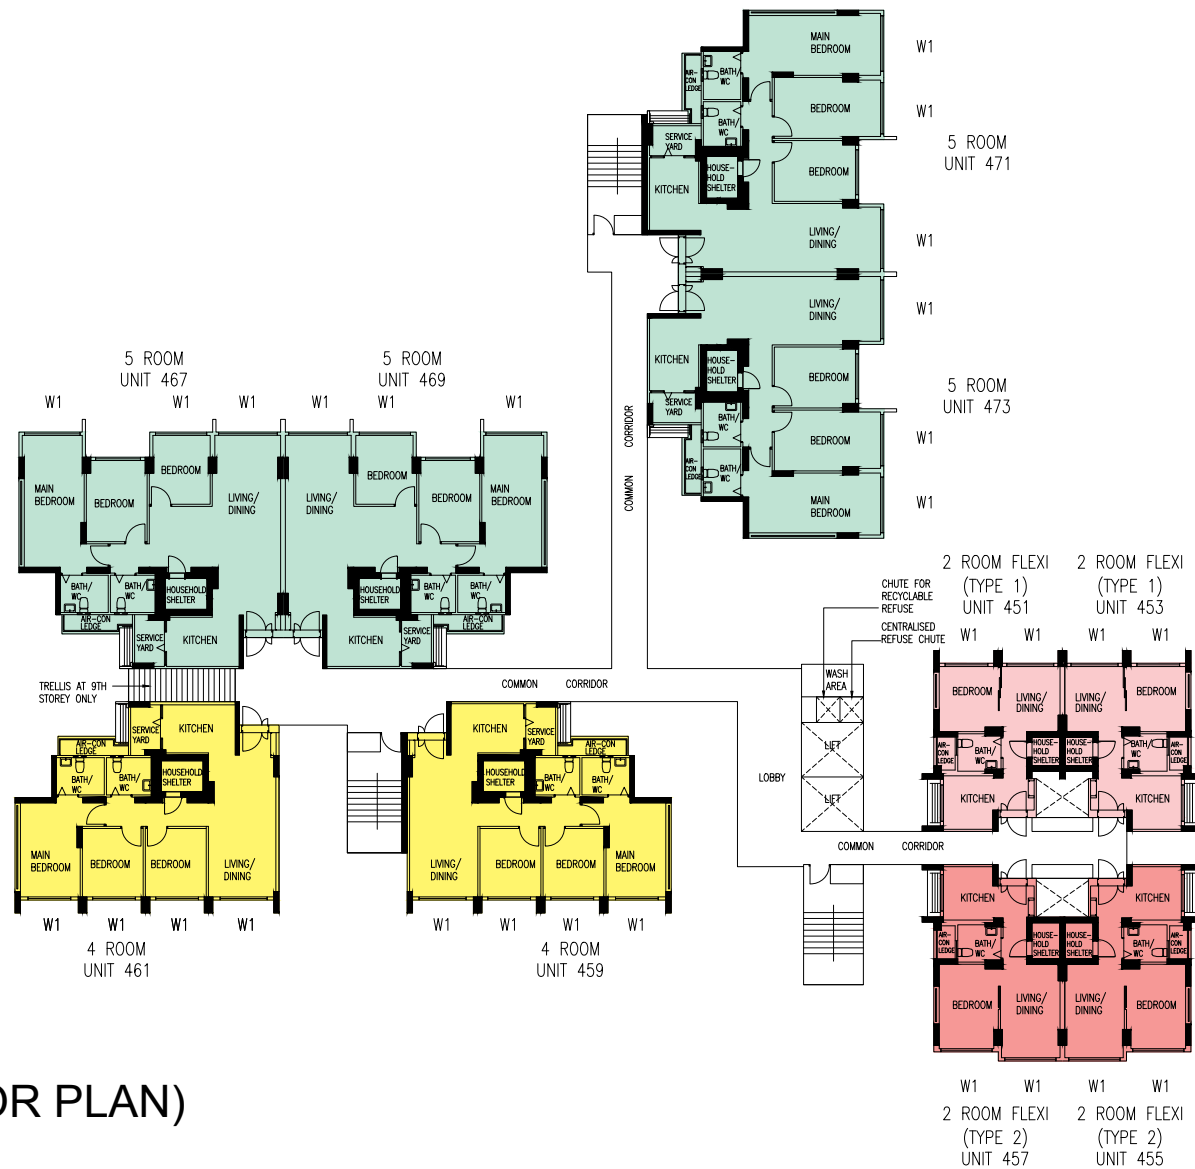 MAIN
BEDROOM
W1
AIR-
CON
LEDGE
BATH/
WC
BEDROOM
W1
BATH/
WC
SERVICE
YARD
5 ROOM
UNIT 471
HOUSE-
HOLD
SHELTER
BEDROOM
KITCHEN
LIVING/
DINING
W1
LIVING/
DINING
W1
KITCHEN
HOUSE-
HOLD
SHELTER
BEDROOM
5 ROOM
UNIT 473
SERVICE
YARD
BATH/
WC
BEDROOM
W1
AIR-
CON
LEDGE
BATH/
WC
MAIN
BEDROOM
W1
COMMON CORRIDOR
5 ROOM
UNIT 467
5 ROOM
UNIT 469
W1 W1 W1 W1 W1 W1
MAIN
BEDROOM
BEDROOM
BEDROOM
LIVING/
DINING
LIVING/
DINING
BEDROOM
BEDROOM
MAIN
BEDROOM
BATH/
WC
BATH/
WC
HOUSEHOLD
SHELTER
HOUSEHOLD
SHELTER
BATH/
WC
BATH/
WC
AIR-CON
LEDGE
SERVICE
YARD
KITCHEN
KITCHEN
SERVICE
YARD
AIR-CON
LEDGE
TRELLIS AT 9TH
STOREY ONLY
COMMON CORRIDOR
AIR-CON
LEDGE
SERVICE
YARD
KITCHEN
KITCHEN
SERVICE
YARD
AIR-CON
LEDGE
BATH/
WC
BATH/
WC
HOUSEHOLD
SHELTER
HOUSEHOLD
SHELTER
BATH/
WC
BATH/
WC
MAIN
BEDROOM
BEDROOM
BEDROOM
LIVING/
DINING
LIVING/
DINING
BEDROOM
BEDROOM
MAIN
BEDROOM
W1 W1 W1 W1
W1 W1 W1 W1
4 ROOM
UNIT 461
4 ROOM
UNIT 459
CHUTE FOR
RECYCLABLE
REFUSE
CENTRALISED
REFUSE CHUTE
WASH
AREA
LIFT
LOBBY
LIFT
COMMON CORRIDOR
2 ROOM FLEXI
(TYPE 1)
UNIT 451
2 ROOM FLEXI
(TYPE 1)
UNIT 453
W1 W1 W1 W1
BEDROOM
LIVING/
DINING
LIVING/
DINING
BEDROOM
AIR-
CON
LEDGE
BATH/
WC
HOUSE-
HOLD
SHELTER
HOUSE-
HOLD
SHELTER
BATH/
WC
AIR-
CON
LEDGE
KITCHEN
KITCHEN
KITCHEN
KITCHEN
AIR-
CON
LEDGE
BATH/
WC
HOUSE-
HOLD
SHELTER
HOUSE-
HOLD
SHELTER
BATH/
WC
AIR-
CON
LEDGE
BEDROOM
LIVING/
DINING
LIVING/
DINING
BEDROOM
W1 W1 W1 W1
2 ROOM FLEXI
(TYPE 2)
UNIT 457
2 ROOM FLEXI
(TYPE 2)
UNIT 455
OR PLAN)